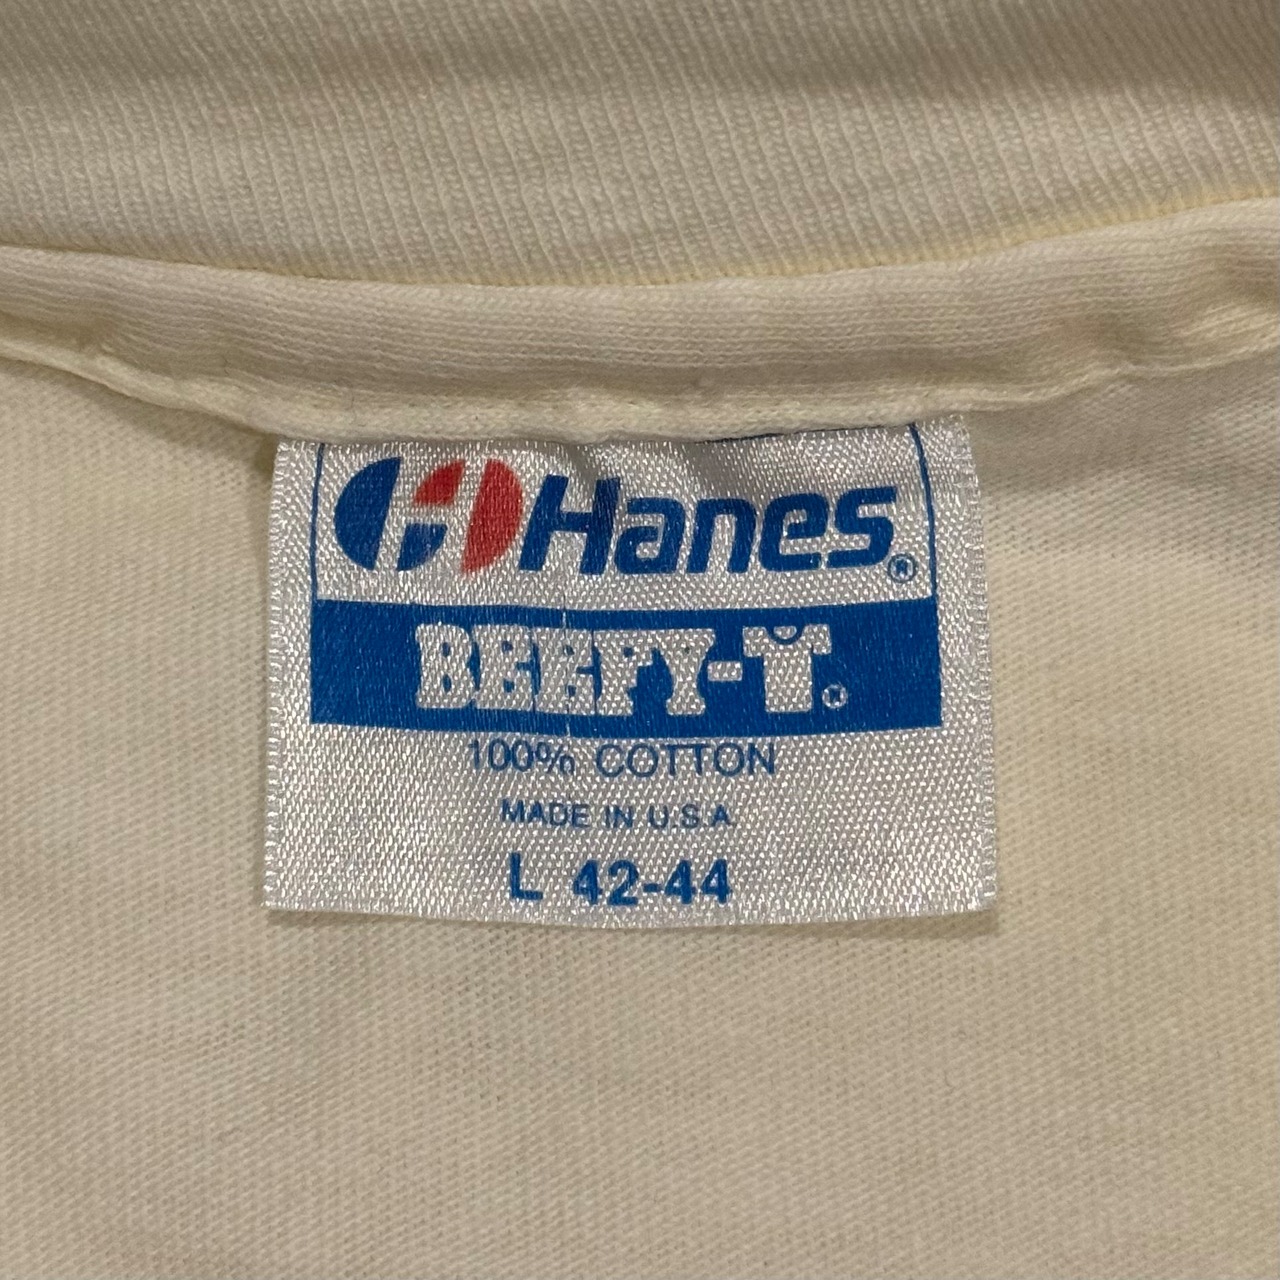 Hanes®
BEEFY-T®
100% COTTON
MADE IN U.S.A
L 42-44